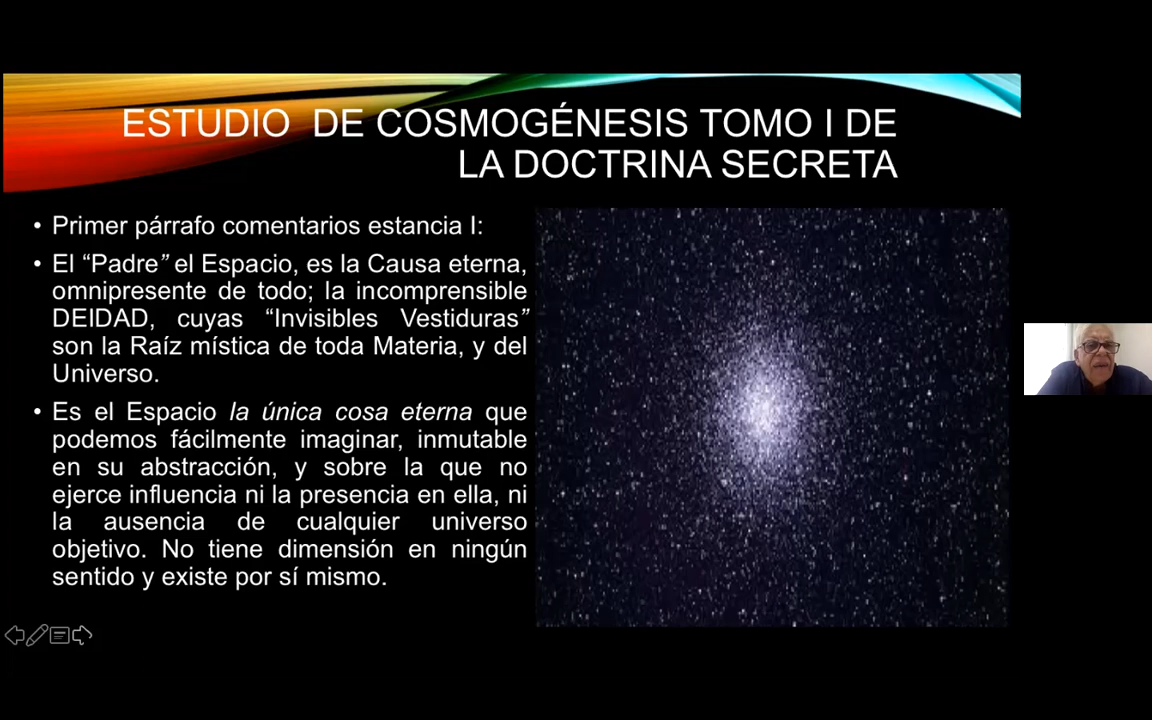 ESTUDIO DE COSMOGÉNESIS TOMO I DE
LA DOCTRINA SECRETA
• Primer párrafo comentarios estancia I:
• El “Padre” el Espacio, es la Causa eterna,
omnipresente de todo; la incomprensible
DEIDAD, cuyas “Invisibles Vestiduras”
son la Raíz mística de toda Materia, y del
Universo.
• Es el Espacio la única cosa eterna que
podemos fácilmente imaginar, inmutable
en su abstracción, y sobre la que no
ejerce influencia ni la presencia en ella, ni
la ausencia de cualquier universo
objetivo. No tiene dimensión en ningún
sentido y existe por sí mismo.